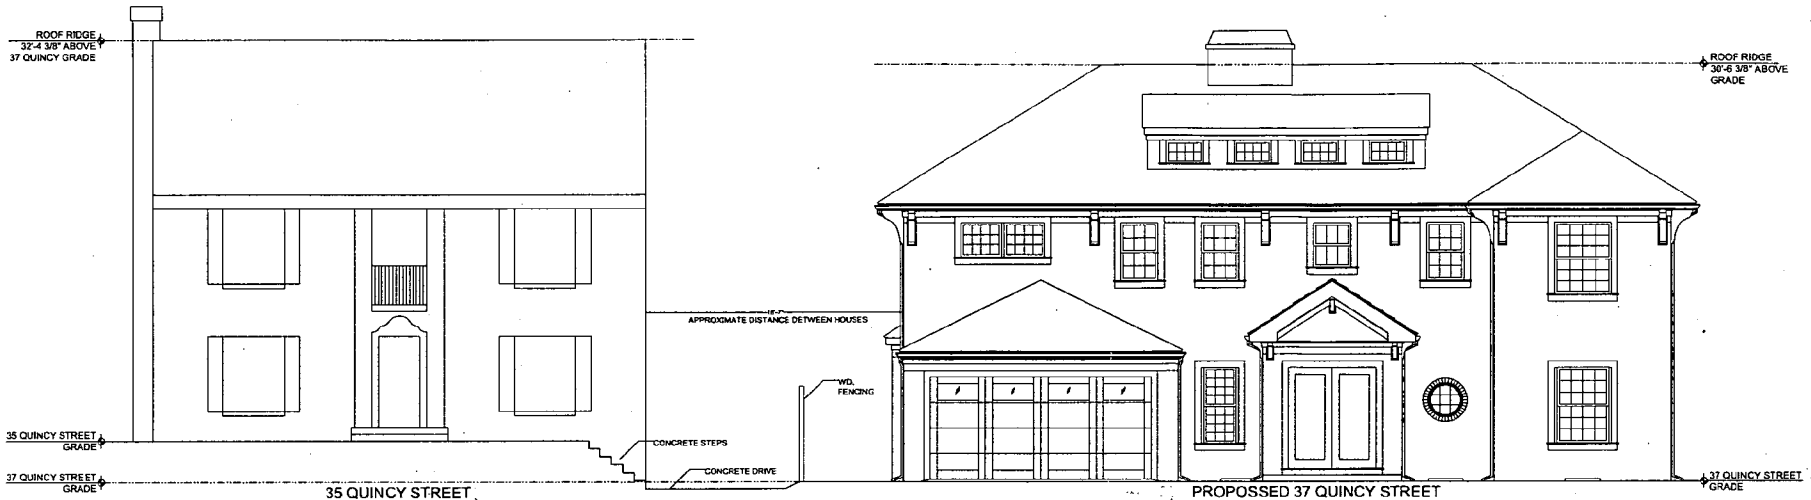 ROOF RIDGE
32'-4 3/8" ABOVE
37 QUINCY GRADE
ROOF RIDGE
30'-6 3/8" ABOVE
GRADE
APPROXIMATE DISTANCE DETWEEN HOUSES
WD.
FENCING
35 QUINCY STREET
GRADE
CONCRETE STEPS
CONCRETE DRIVE
37 QUINCY STREET
GRADE
37 QUINCY STREET
GRADE
35 QUINCY STREET
PROPOSSED 37 QUINCY STREET